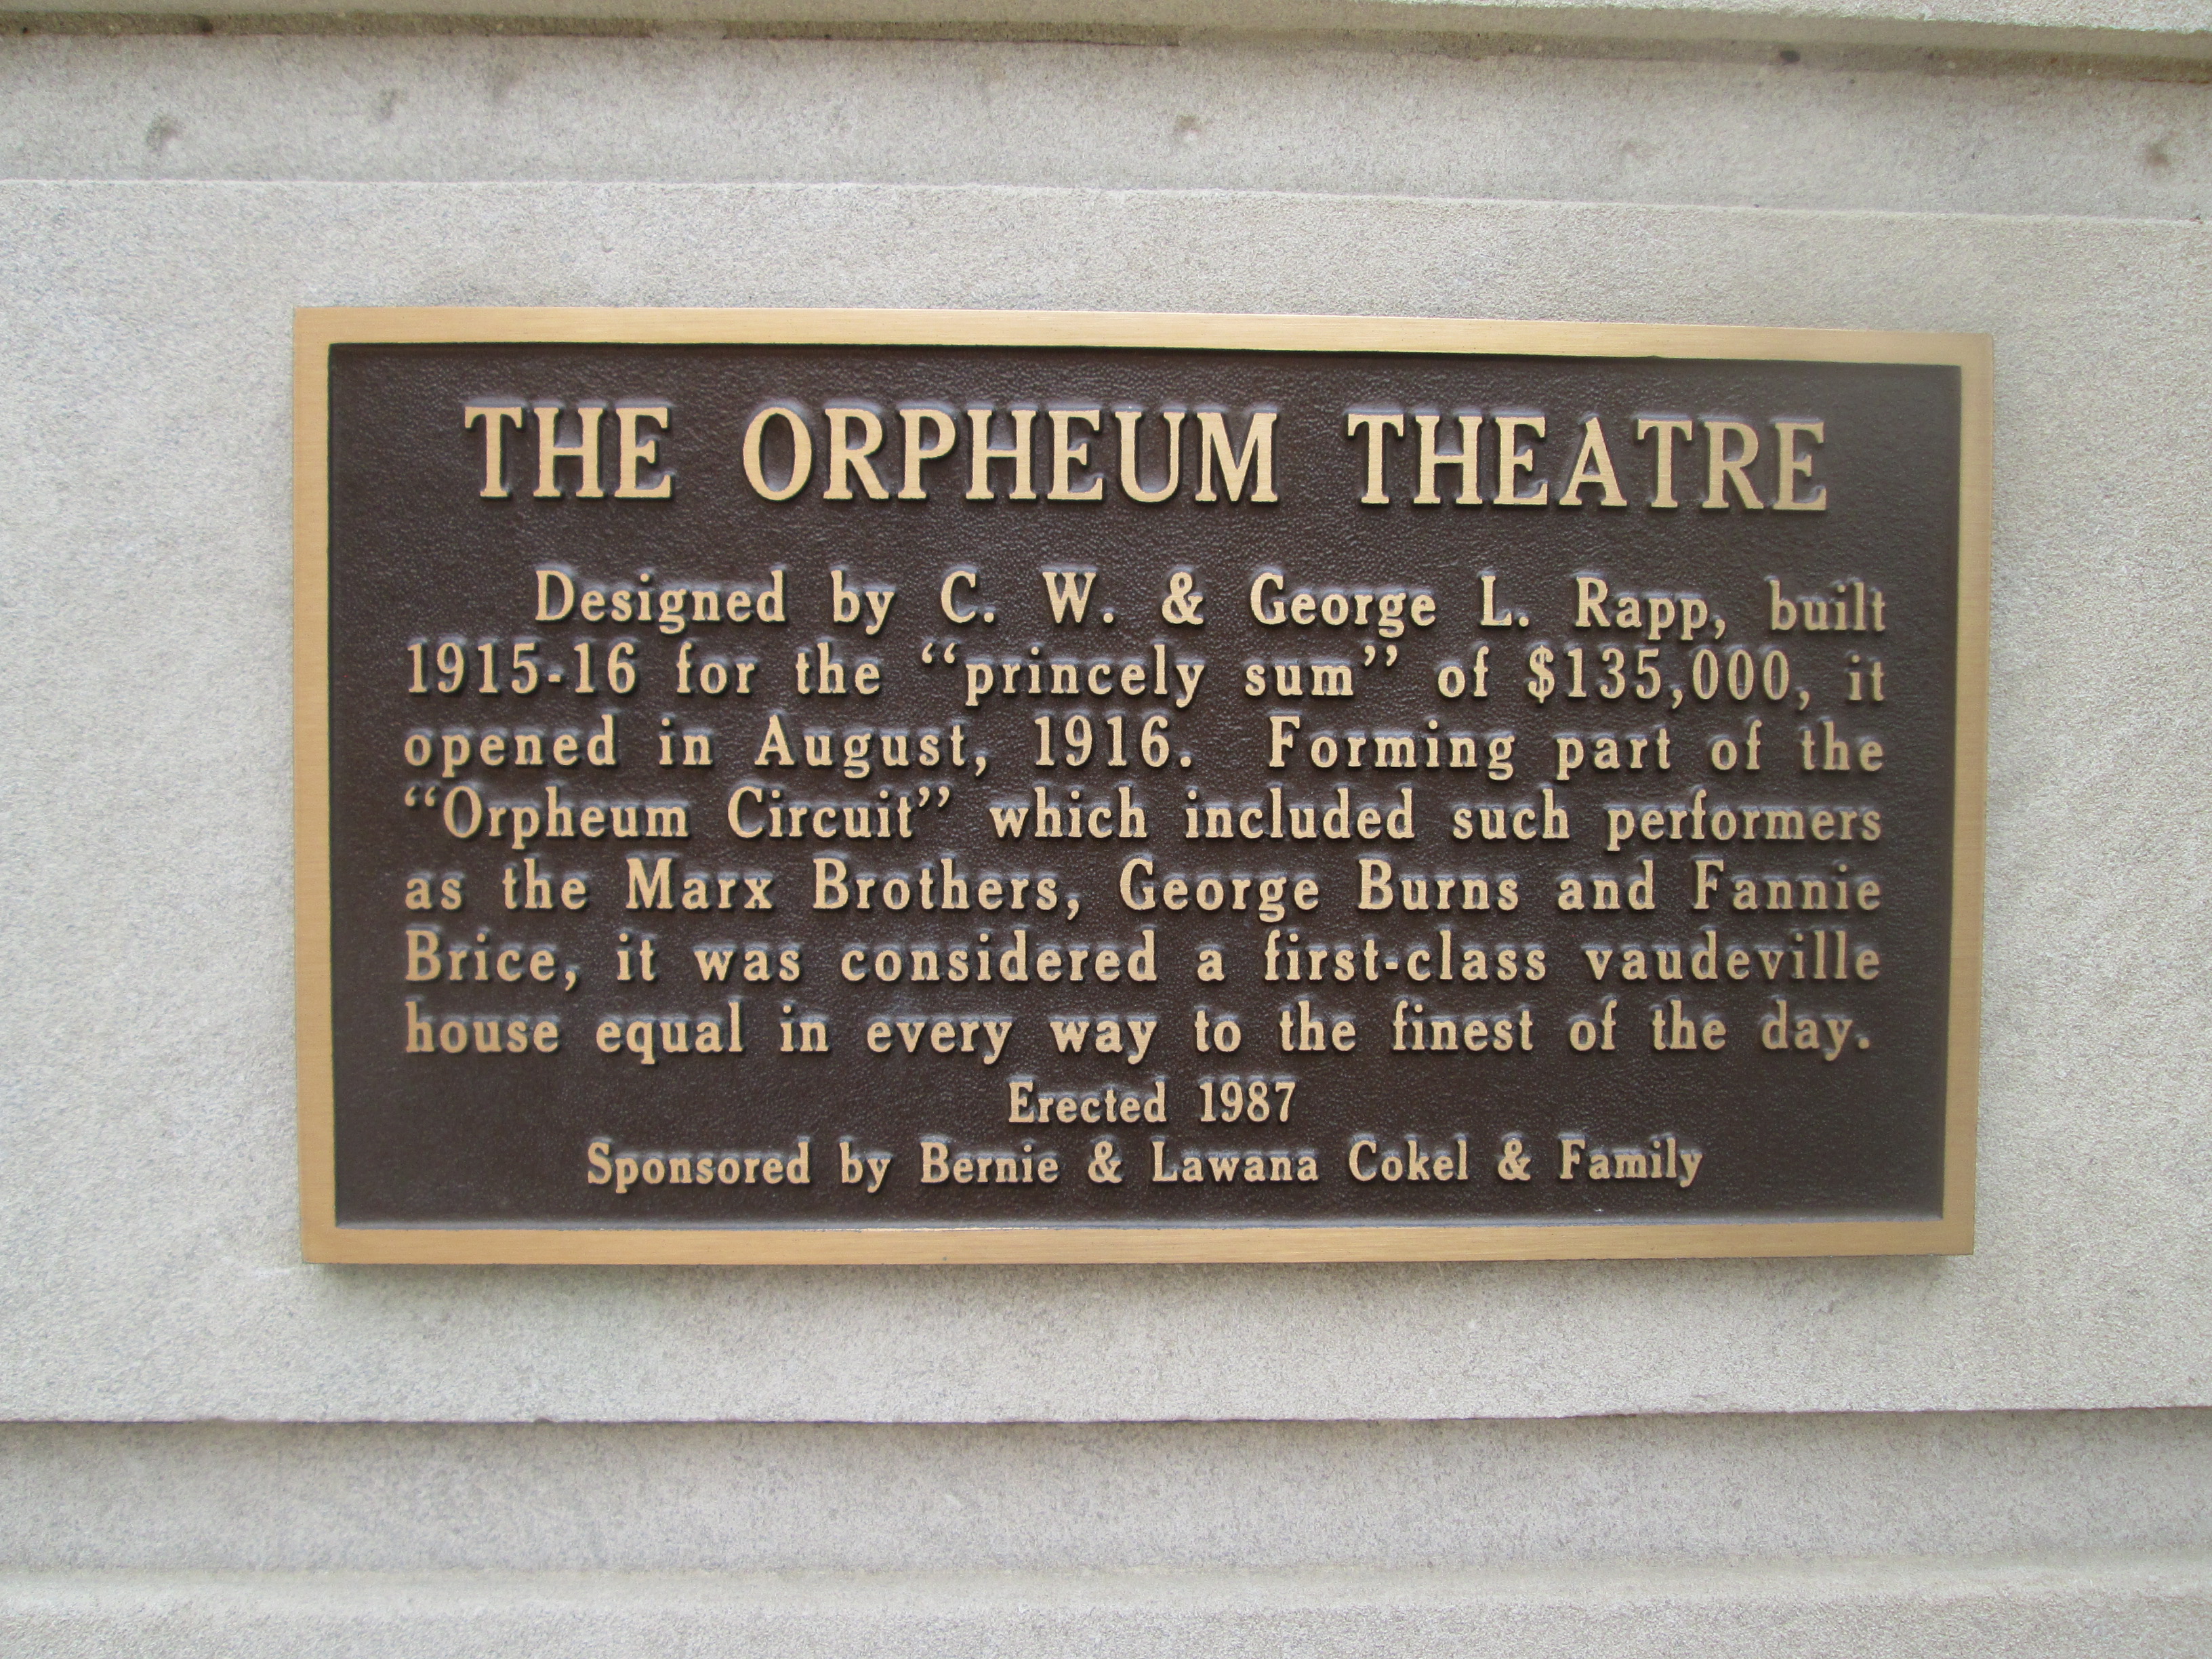 THE ORPHEUM THEATRE
Designed by C. W. & George L. Rapp, built
1915-16 for the “princely sum” of $135,000, it
opened in August, 1916. Forming part of the
“Orpheum Circuit” which included such performers
as the Marx Brothers, George Burns and Fannie
Brice, it was considered a first-class vaudeville
house equal in every way to the finest of the day.
Erected 1987
Sponsored by Bernie & Lawana Cokel & Family